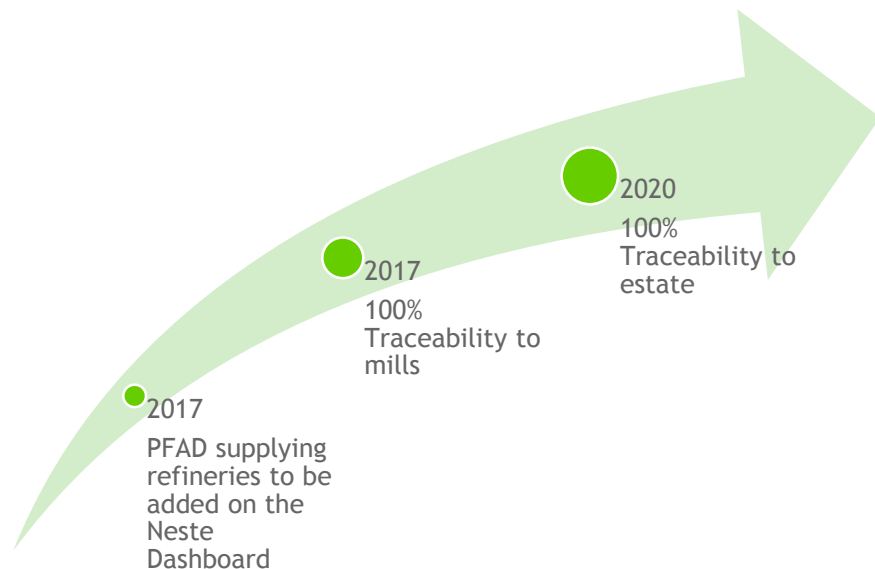 2017
PFAD supplying
refineries to be
added on the
Neste
Dashboard
2017
100%
Traceability to
mills
2020
100%
Traceability to
estate